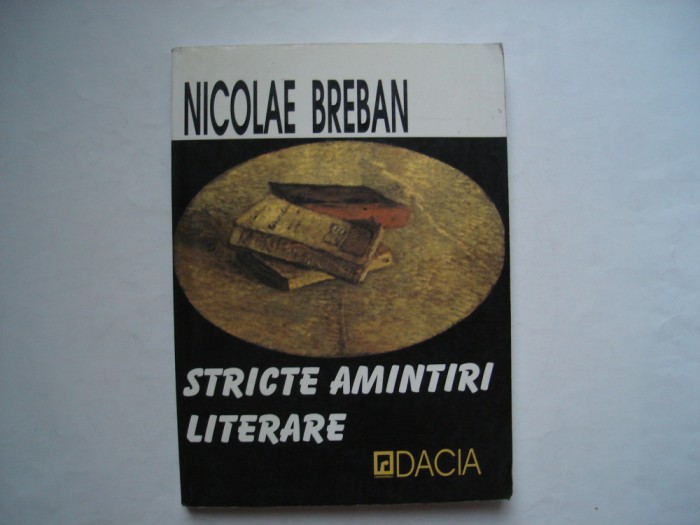 NICOLAE BREBAN
STRICTE AMINTIRI
LITERARE
DACIA